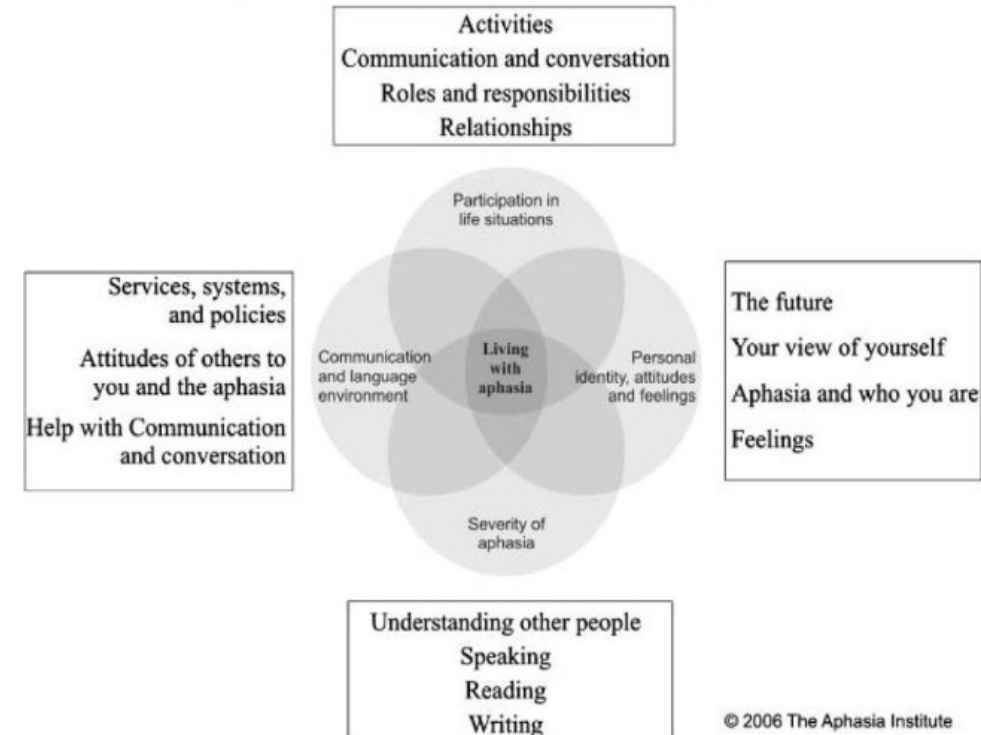 Activities
Communication and conversation
Roles and responsibilities
Relationships
Participation in
life situations
Services, systems,
and policies
Attitudes of others to
you and the aphasia
Help with Communication
and conversation
Communication
and language
environment
Living
with
aphasia
Personal
identity, attitudes
and feelings
The future
Your view of yourself
Aphasia and who you are
Feelings
Severity of
aphasia
Understanding other people
Speaking
Reading
Writing
© 2006 The Aphasia Institute